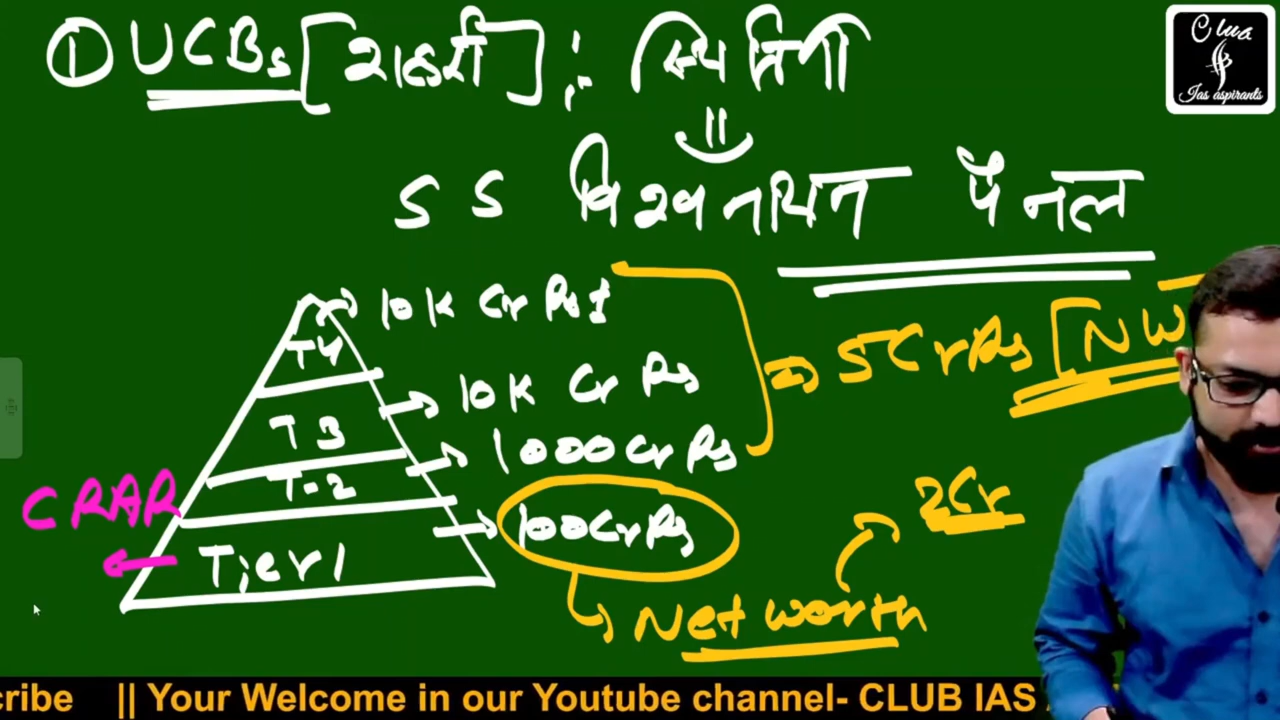 ① UCBs [शहरी] : समिति
Club
Ias aspirants
SS विश्वनाथन पैनल
T4 → 10K Cr Rs↑
T3 → 10K Cr Rs
⇒ 5 Cr Rs [NW
T-2 → 1000 Cr Rs
CRAR
Tier 1 → 100 Cr Rs
2Cr
Net worth
cribe || Your Welcome in our Youtube channel- CLUB IAS